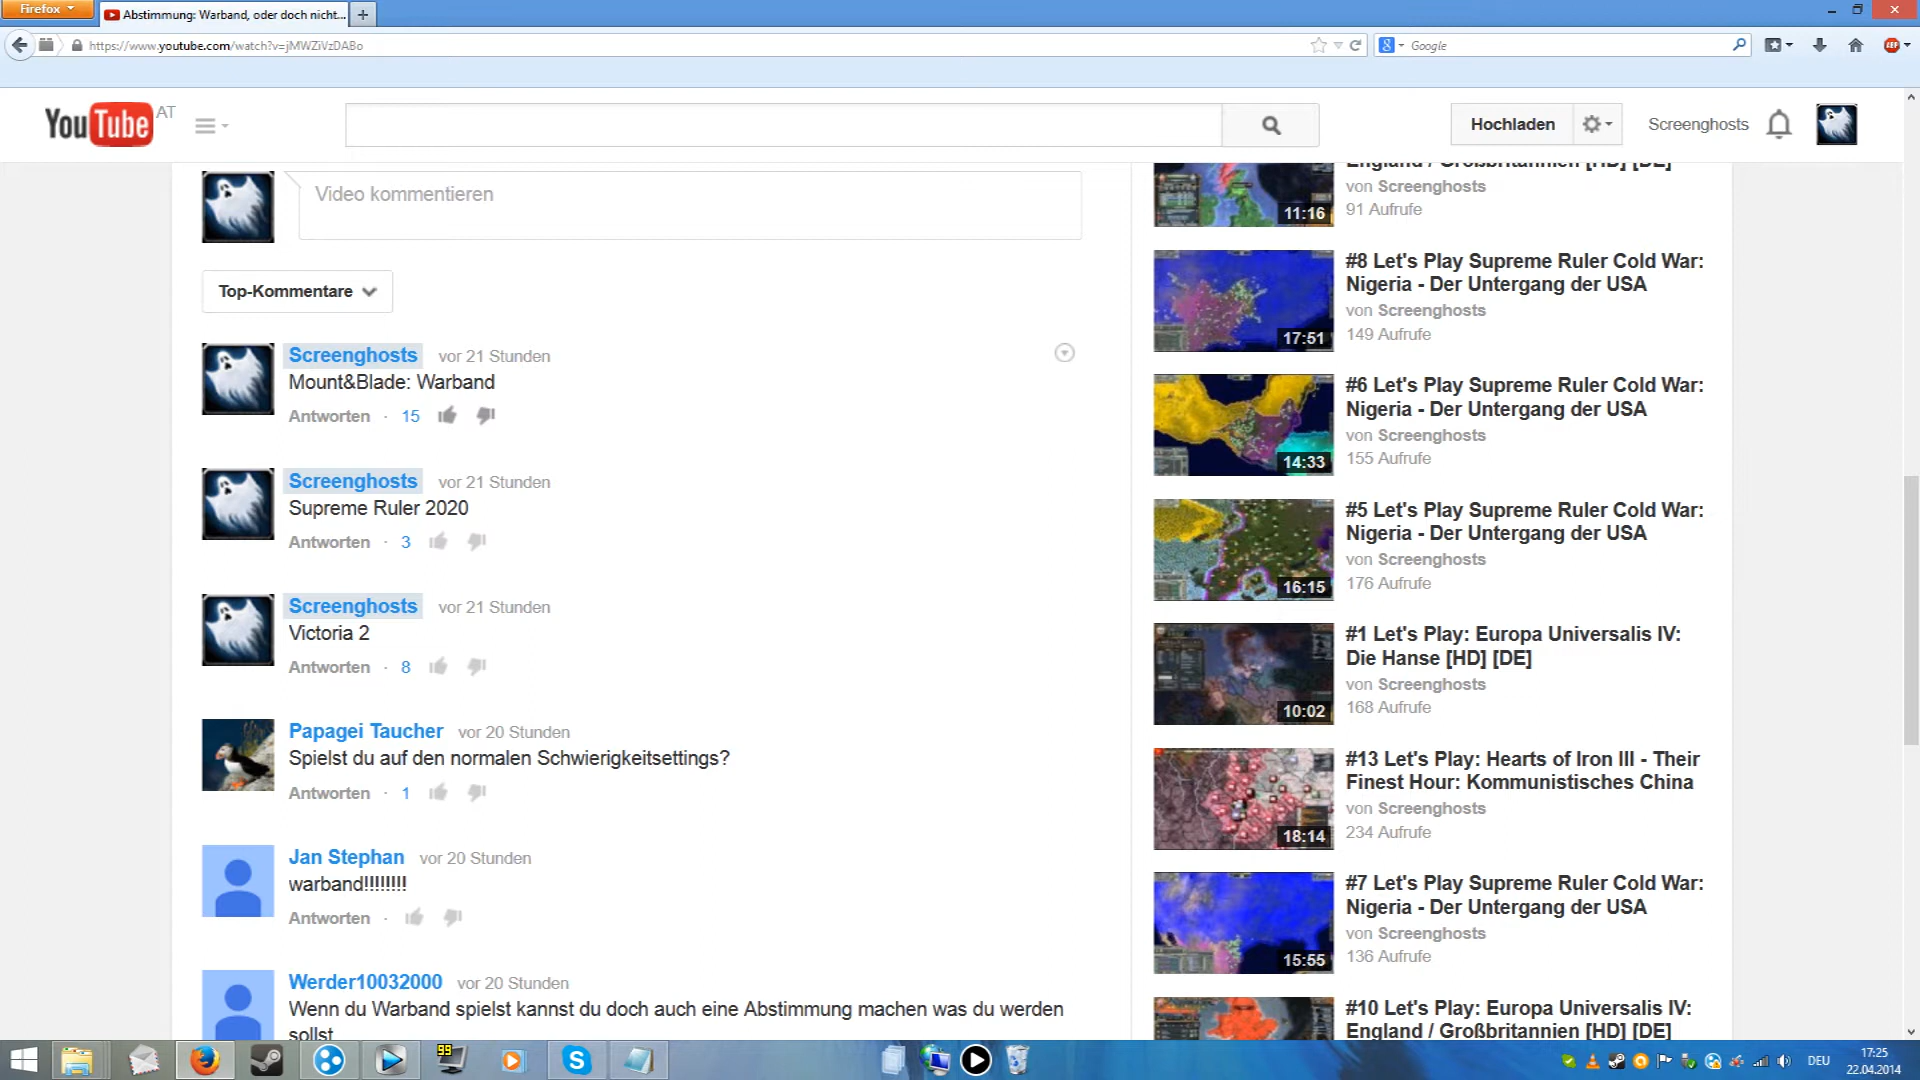 Firefox
Abstimmung: Warband, oder doch nicht...
https://www.youtube.com/watch?v=jMWZiVzDABo
Google
YouTube AT
Hochladen
Screenghosts
Video kommentieren
Top-Kommentare
Screenghosts vor 21 Stunden
Mount&Blade: Warband
Antworten · 15
Screenghosts vor 21 Stunden
Supreme Ruler 2020
Antworten · 3
Screenghosts vor 21 Stunden
Victoria 2
Antworten · 8
Papagei Taucher vor 20 Stunden
Spielst du auf den normalen Schwierigkeitsettings?
Antworten · 1
Jan Stephan vor 20 Stunden
warband!!!!!!!!
Antworten ·
Werder10032000 vor 20 Stunden
Wenn du Warband spielst kannst du doch auch eine Abstimmung machen was du werden
sollst
England / Großbritannien [HD] [DE]
von Screenghosts
91 Aufrufe
11:16
#8 Let's Play Supreme Ruler Cold War:
Nigeria - Der Untergang der USA
von Screenghosts
149 Aufrufe
17:51
#6 Let's Play Supreme Ruler Cold War:
Nigeria - Der Untergang der USA
von Screenghosts
155 Aufrufe
14:33
#5 Let's Play Supreme Ruler Cold War:
Nigeria - Der Untergang der USA
von Screenghosts
176 Aufrufe
16:15
#1 Let's Play: Europa Universalis IV:
Die Hanse [HD] [DE]
von Screenghosts
168 Aufrufe
10:02
#13 Let's Play: Hearts of Iron III - Their
Finest Hour: Kommunistisches China
von Screenghosts
234 Aufrufe
18:14
#7 Let's Play Supreme Ruler Cold War:
Nigeria - Der Untergang der USA
von Screenghosts
136 Aufrufe
15:55
#10 Let's Play: Europa Universalis IV:
England / Großbritannien [HD] [DE]
99
DEU
17:25
22.04.2014